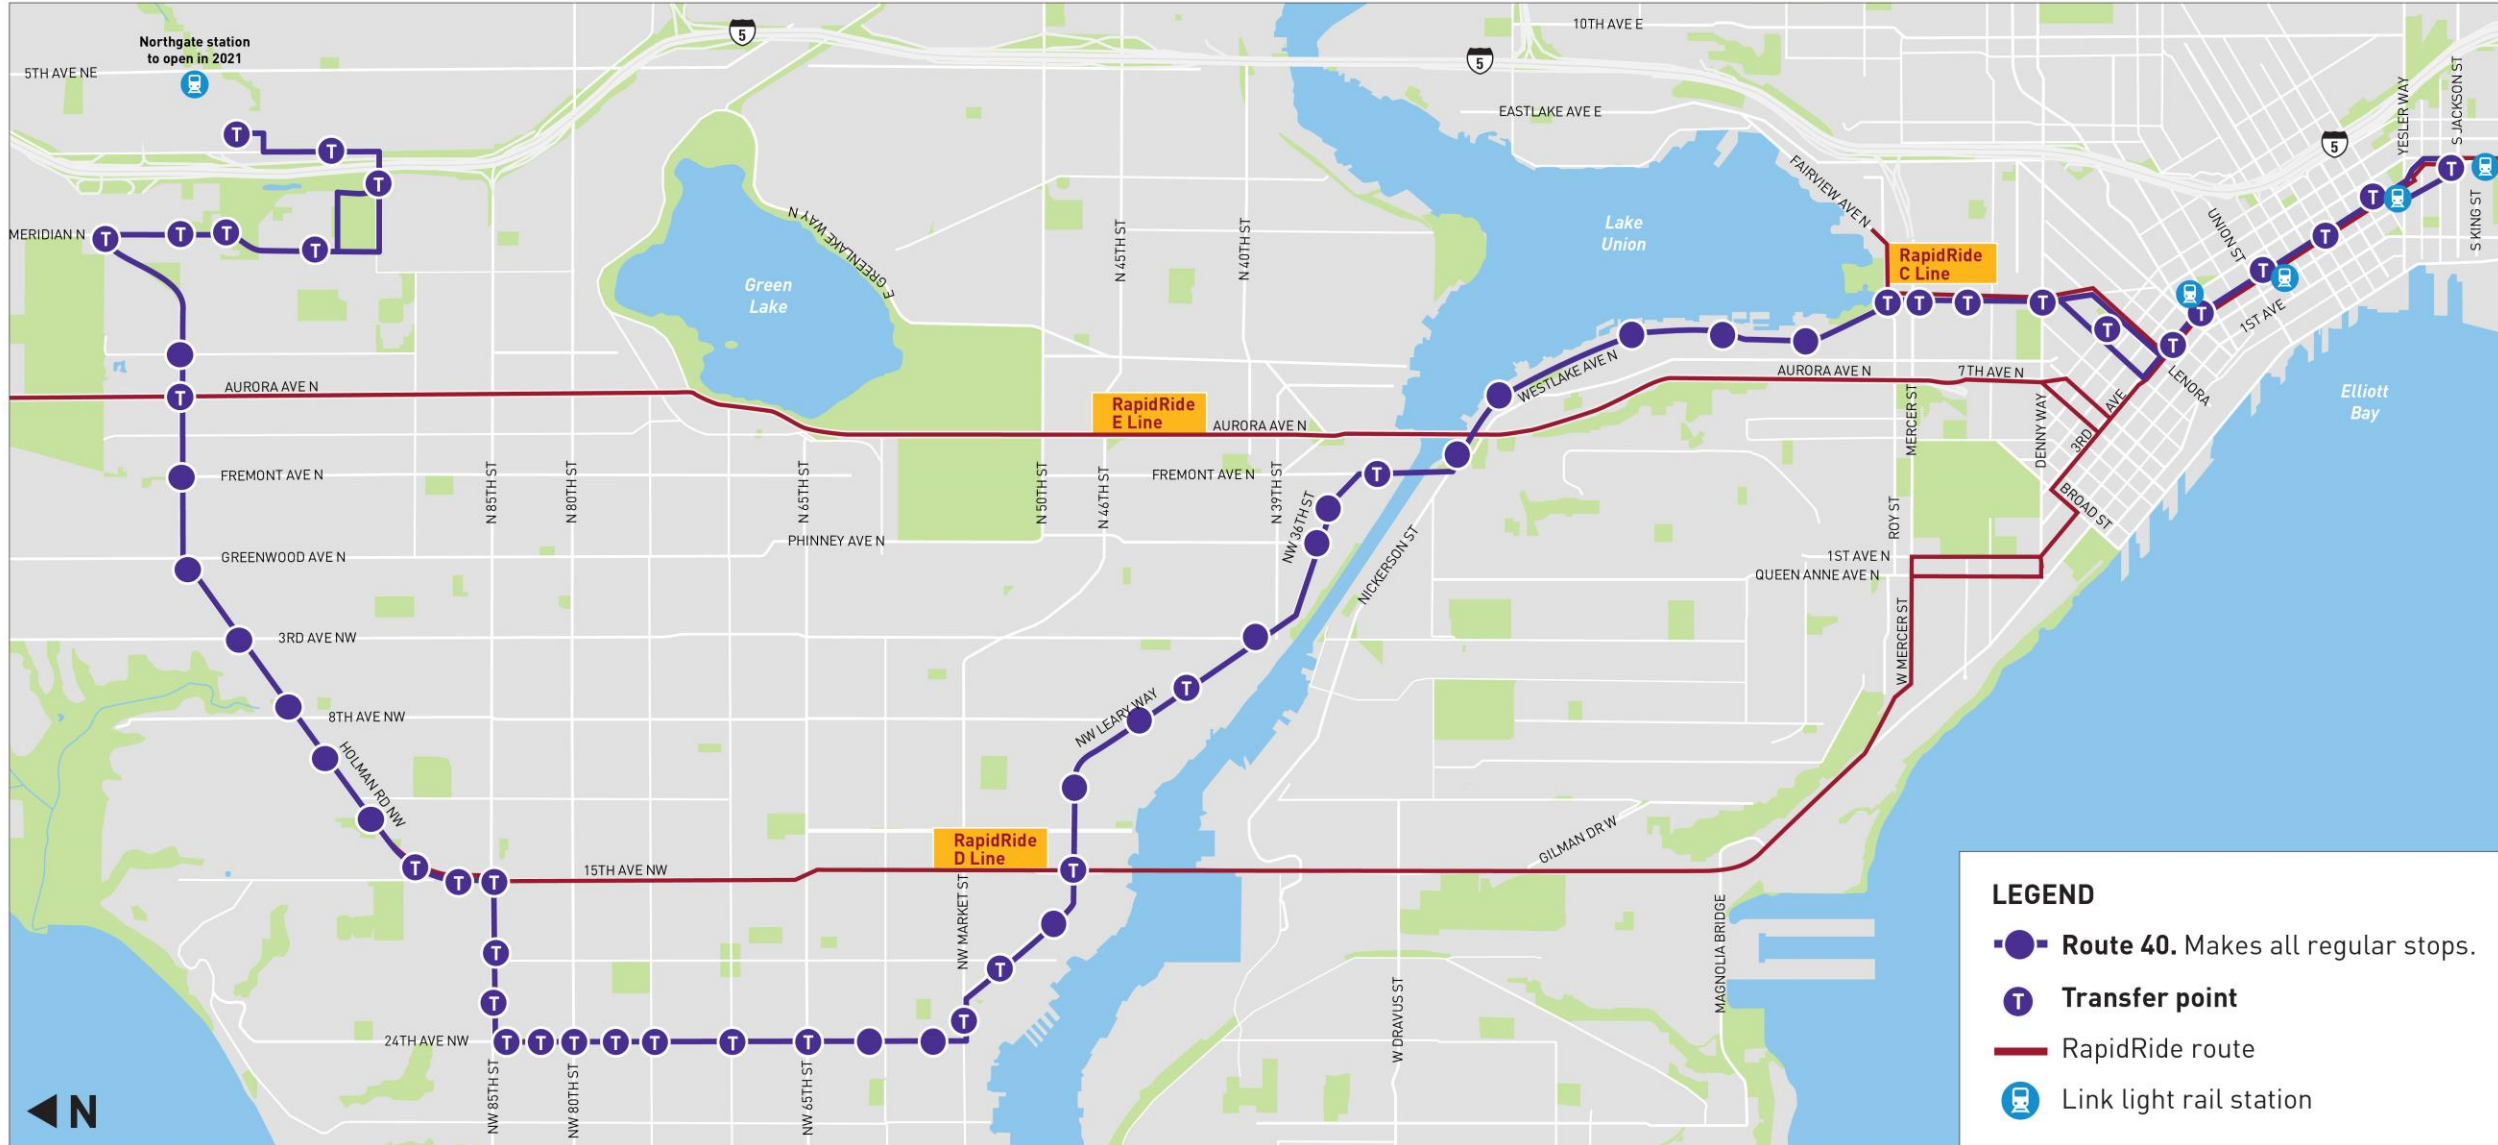 Northgate station
to open in 2021
5TH AVE NE
5
5
5
10TH AVE E
EASTLAKE AVE E
FAIRVIEW AVE N
YESLER WAY
S JACKSON ST
S KING ST
UNION ST
1ST AVE
T
T
T
MERIDIAN N
T
T
T
T
E GREENLAKE WAY N
N 45TH ST
N 40TH ST
Lake
Union
Green
Lake
RapidRide
C Line
T
T
T
T
T
T
T
T
T
T
T
LENORA
Elliott
Bay
AURORA AVE N
T
RapidRide
E Line
AURORA AVE N
WESTLAKE AVE N
AURORA AVE N
7TH AVE N
MERCER ST
DENNY WAY
3RD AVE
BROAD ST
FREMONT AVE N
N 85TH ST
N 80TH ST
N 65TH ST
N 50TH ST
N 46TH ST
FREMONT AVE N
N 39TH ST
T
NW 36TH ST
NICKERSON ST
ROY ST
GREENWOOD AVE N
PHINNEY AVE N
1ST AVE N
QUEEN ANNE AVE N
W MERCER ST
3RD AVE NW
8TH AVE NW
HOLMAN RD NW
NW LEARY WAY
T
T
T
T
15TH AVE NW
RapidRide
D Line
T
GILMAN DR W
NW MARKET ST
W DRAVUS ST
MAGNOLIA BRIDGE
T
T
T
T
24TH AVE NW
T
T
T
T
T
T
T
NW 85TH ST
NW 80TH ST
NW 65TH ST
N
LEGEND
Route 40. Makes all regular stops.
T Transfer point
RapidRide route
Link light rail station